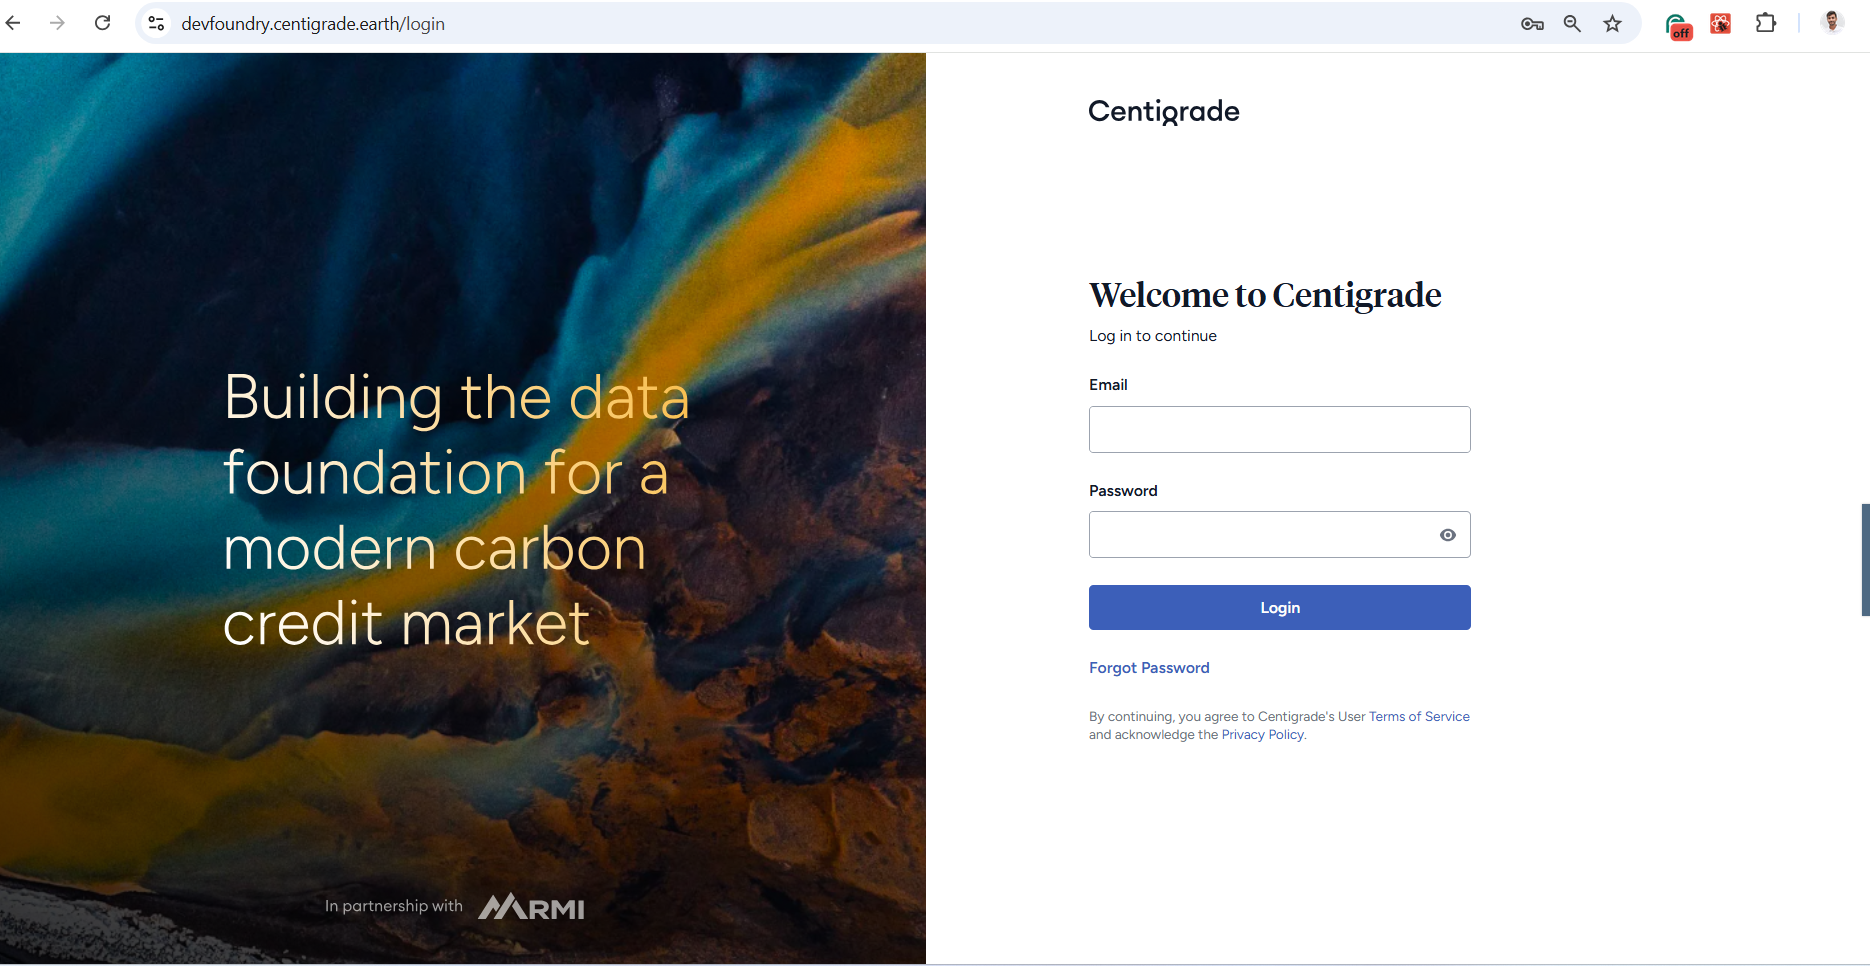 devfoundry.centigrade.earth/login
off
Centigrade
Building the data
foundation for a
modern carbon
credit market
In partnership with RMI
Welcome to Centigrade
Log in to continue
Email
Password
Login
Forgot Password
By continuing, you agree to Centigrade's User Terms of Service
and acknowledge the Privacy Policy.